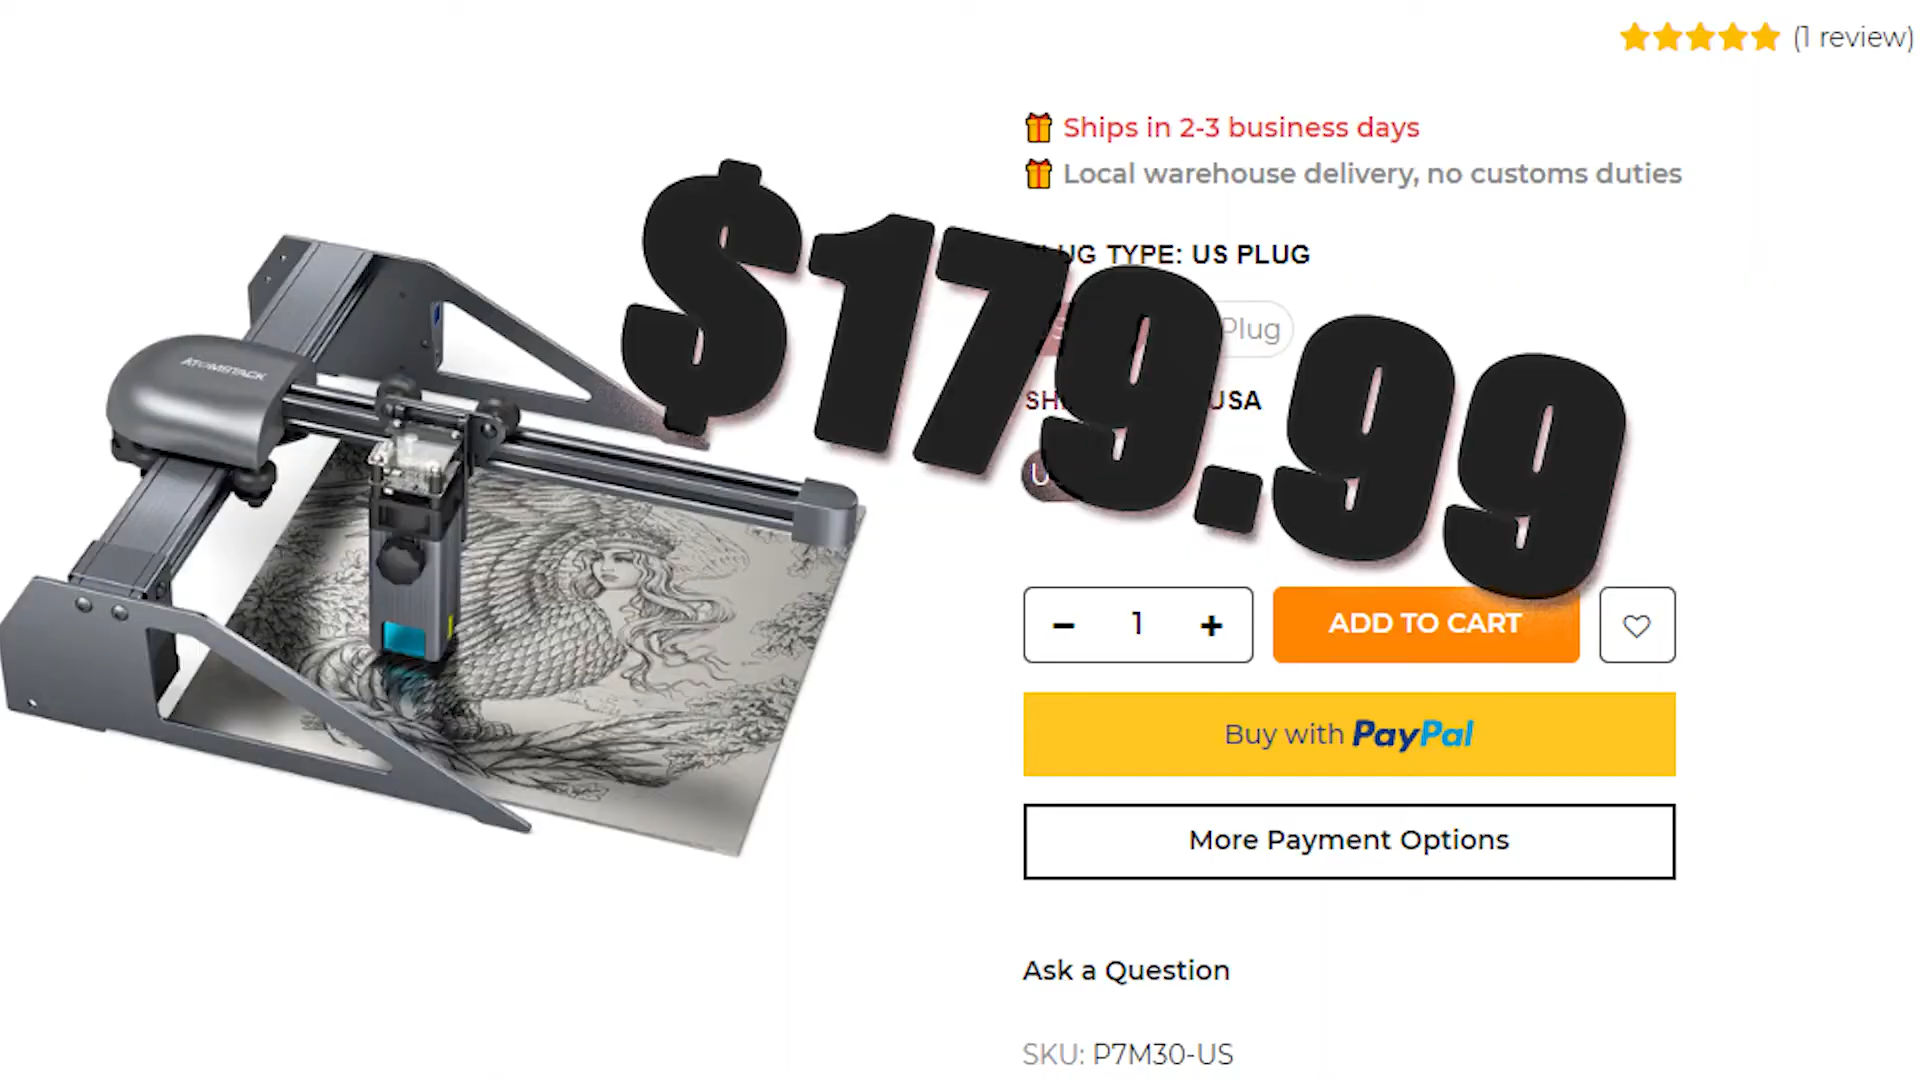 (1 review)
Ships in 2-3 business days
Local warehouse delivery, no customs duties
TYPE: US PLUG
Plug
USA
$179.99
ATOMSTACK
- 1 +
ADD TO CART
Buy with PayPal
More Payment Options
Ask a Question
SKU: P7M30-US